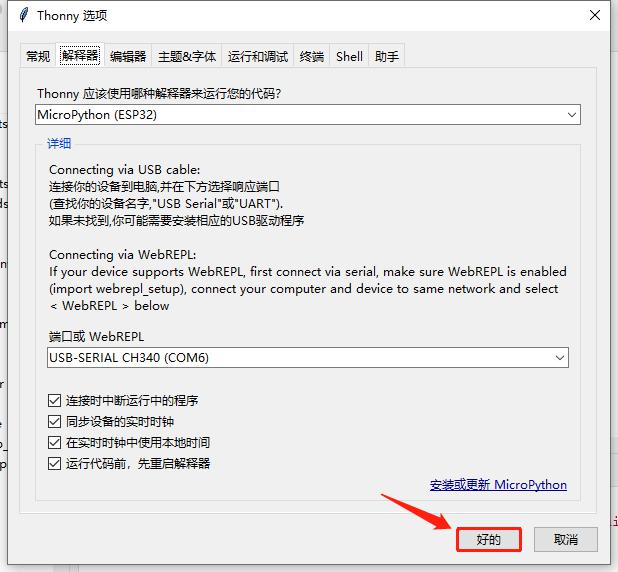 Thonny 选项
常规 解释器 编辑器 主题&字体 运行和调试 终端 Shell 助手
Thonny 应该使用哪种解释器来运行您的代码?
MicroPython (ESP32)
详细
Connecting via USB cable:
连接你的设备到电脑,并在下方选择响应端口
(查找你的设备名字,"USB Serial"或"UART").
如果未找到,你可能需要安装相应的USB驱动程序
Connecting via WebREPL:
If your device supports WebREPL, first connect via serial, make sure WebREPL is enabled
(import webrepl_setup), connect your computer and device to same network and select
< WebREPL > below
端口或 WebREPL
USB-SERIAL CH340 (COM6)
连接时中断运行中的程序
同步设备的实时时钟
在实时时钟中使用本地时间
运行代码前，先重启解释器
安装或更新 MicroPython
好的 取消